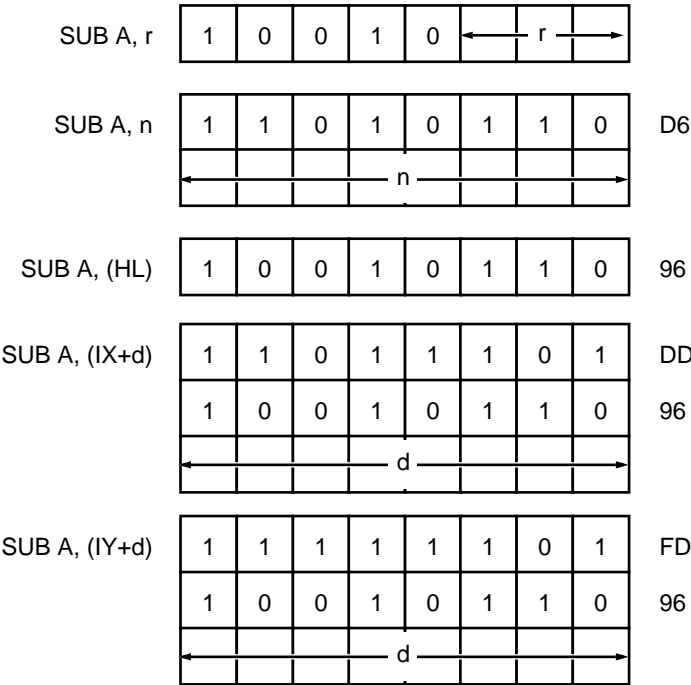 SUB A, r 1 0 0 1 0 r
SUB A, n 1 1 0 1 0 1 1 0 D6
n
SUB A, (HL) 1 0 0 1 0 1 1 0 96
SUB A, (IX+d) 1 1 0 1 1 1 0 1 DD
1 0 0 1 0 1 1 0 96
d
SUB A, (IY+d) 1 1 1 1 1 1 0 1 FD
1 0 0 1 0 1 1 0 96
d